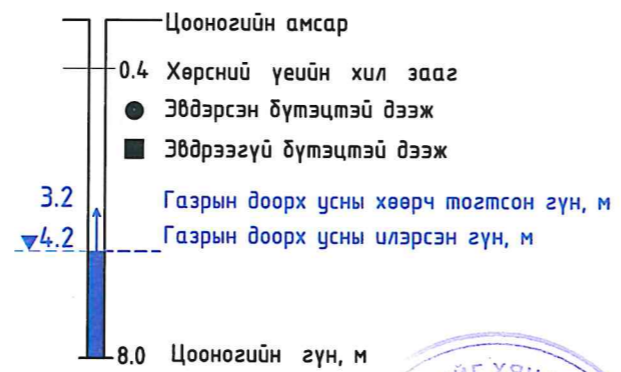 Цооногийн амсар
0.4 Хөрсний үеийн хил зааг
Эвдэрсэн бүтэцтэй дээж
Эвдрээгүй бүтэцтэй дээж
3.2 Газрын доорх усны хөөрч тогтсон гүн, м
4.2 Газрын доорх усны илэрсэн гүн, м
8.0 Цооногийн гүн, м